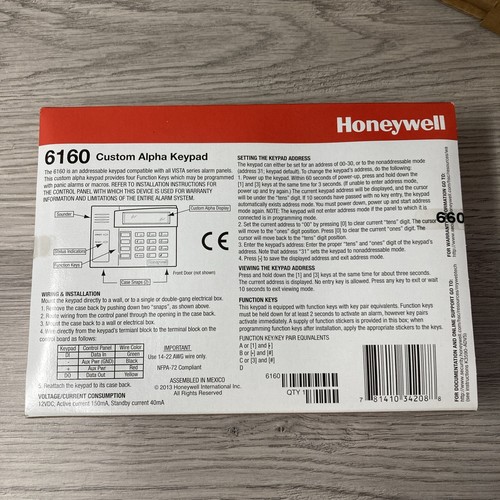 Honeywell
6160 Custom Alpha Keypad
The 6160 is an addressable keypad compatible with all VISTA series alarm panels.
This custom alpha keypad provides four Function Keys which may be programmed
with panic alarms or macros. REFER TO INSTALLATION INSTRUCTIONS FOR
THE CONTROL PANEL WITH WHICH THIS DEVICE IS USED FOR WARRANTY
INFORMATION AND LIMITATIONS OF THE ENTIRE ALARM SYSTEM.
Sounder
Custom Alpha Display
Status Indicators
Function Keys
Case Snaps (2)
Front Door (not shown)
CE
WIRING & INSTALLATION
Mount the keypad directly to a wall, or to a single or double-gang electrical box.
1. Remove the case back by pushing down two "snaps", as shown above.
2. Route wiring from control panel through the opening in the case back.
3. Mount the case back to a wall or electrical box.
4. Wire directly from the keypad's terminal block to the terminal block on the
control board as follows:
Keypad Control Panel Wire Color
DI Data In Green
- Aux Pwr (GND) Black
+ Aux Pwr Red
DO Data Out Yellow
IMPORTANT
Use 14-22 AWG wire only.
NFPA-72 Compliant
5. Reattach the keypad to its case back.
VOLTAGE/CURRENT CONSUMPTION
12VDC; Active current 150mA, Standby current 40mA
ASSEMBLED IN MEXICO
© 2013 Honeywell International Inc.
All Rights Reserved
SETTING THE KEYPAD ADDRESS
The keypad can either be set for an address of 00-30, or to the nonaddressable mode
(address 31; keypad default). To change the keypad's address, do the following:
1. Power up the keypad. Within 60 seconds of power-up, press and hold down the
[1] and [3] keys at the same time for 3 seconds. (If unable to enter address mode,
power up and try again.) The current keypad address will be displayed, and the cursor
will be under the "tens" digit. If 10 seconds have passed with no key entry, the keypad
automatically exists address mode. You must power down, power up and start address
mode again. NOTE: The keypad will not enter address mode if the panel to which it is
connected is in programming mode.
2. Set the current address to "00" by pressing [0] to clear current "tens" digit. The cursor
will move to the "ones" digit position. Press [0] to clear the current "ones" digit. The
cursor will move back to the "tens" digit position.
3. Enter the keypad's address: Enter the proper "tens" and "ones" digits of the keypad's
address. Note that address "31" sets the keypad to nonaddressable mode.
4. Press [*] to save the displayed address and exit address mode.
VIEWING THE KEYPAD ADDRESS
Press and hold down the [1] and [3] keys at the same time for about three seconds.
The current address is displayed. No key entry is allowed. Press any key to exit or wait
10 seconds to exit viewing mode.
FUNCTION KEYS
This keypad is equipped with function keys with key pair equivalents. Function keys
must be held down for at least 2 seconds to activate an alarm, however key pairs
activate immediately. A supply of function stickers is provided in this box; when
programming function keys after installation, apply the appropriate stickers to the keys.
FUNCTION KEY/KEY PAIR EQUIVALENTS
A or [1] and [*]
B or [*] and [#]
C or [3] and [#]
D
6160
QTY 1
7 81410 34208 8
660
FOR WARRANTY INFORMATION GO TO:
FOR DOCUMENTATION AND ONLINE SUPPORT GO TO: